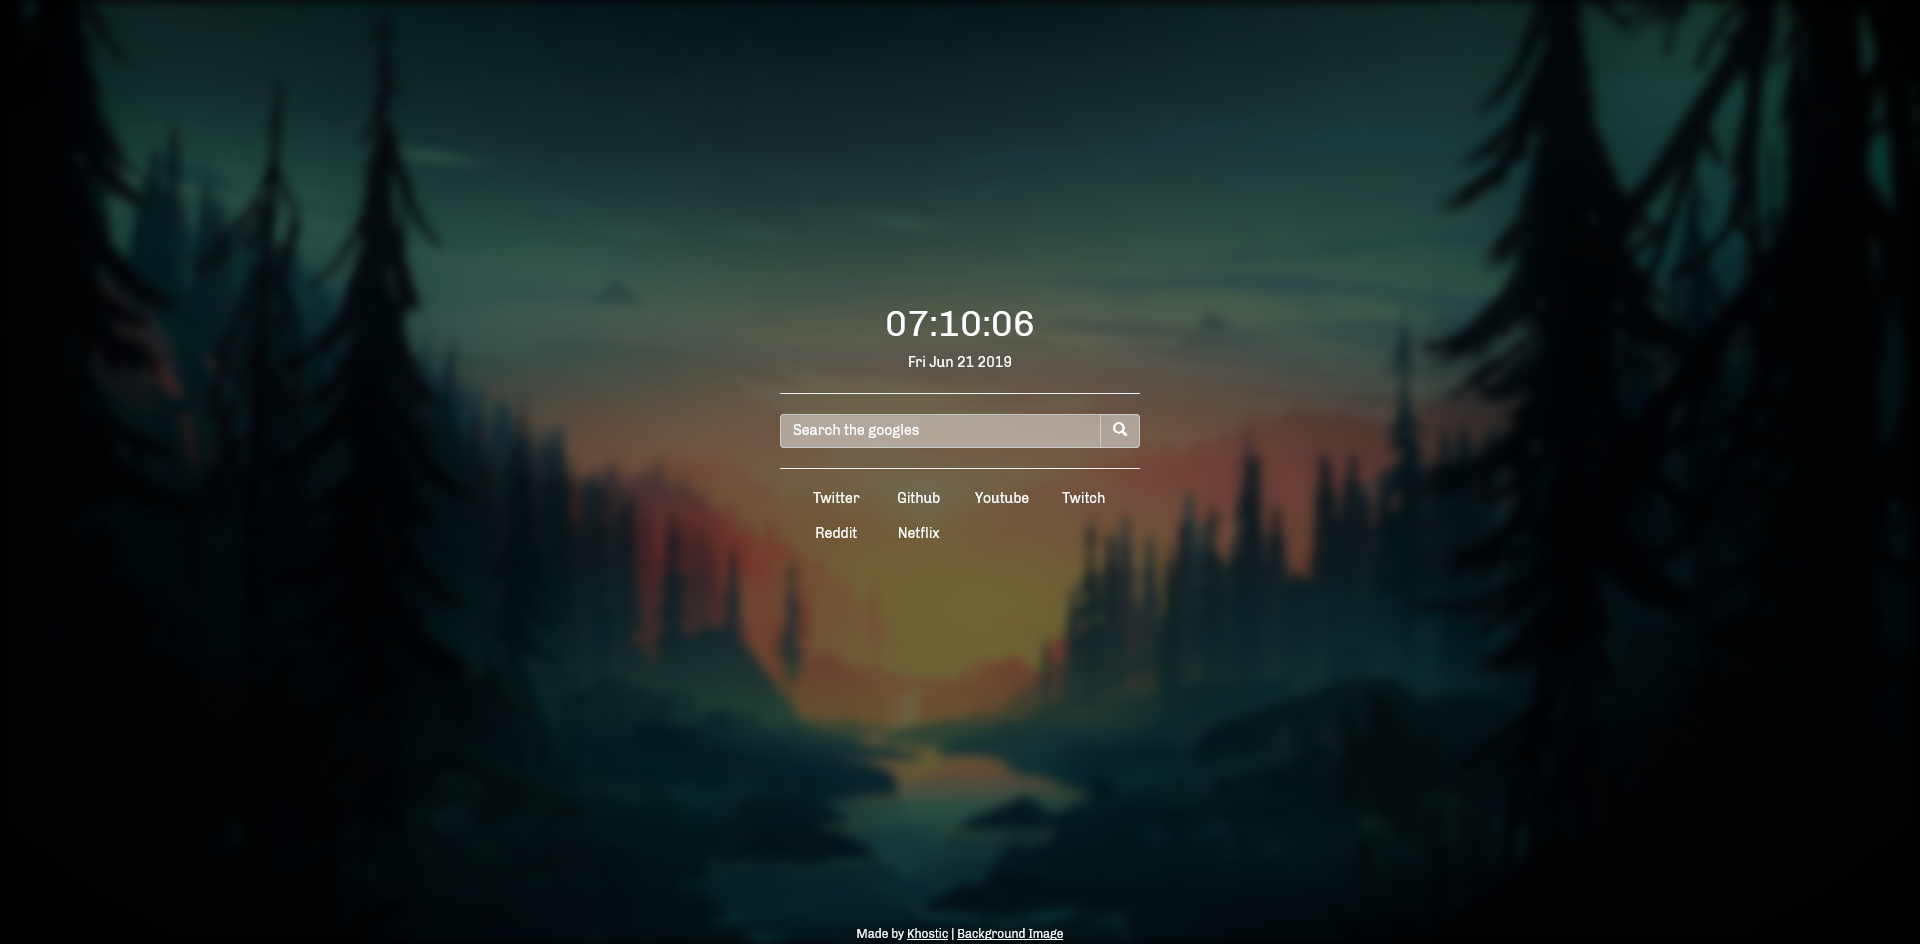 07:10:06
Fri Jun 21 2019
Search the googles
Twitter Github Youtube Twitch
Reddit Netflix
Made by Khostic | Background Image